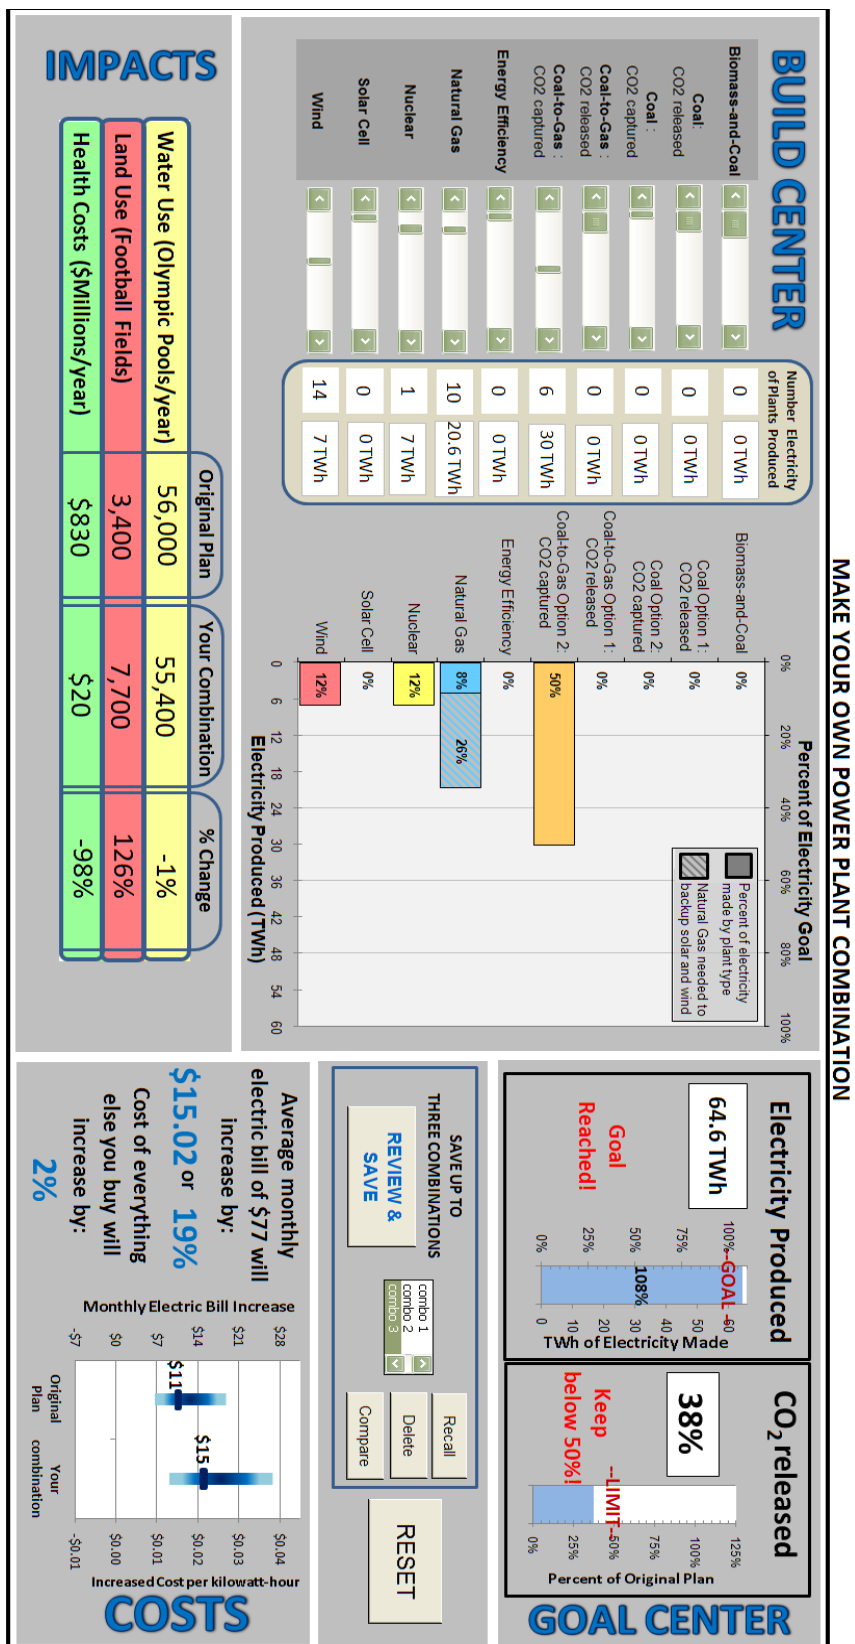 MAKE YOUR OWN POWER PLANT COMBINATION
BUILD CENTER
Number of Plants
Electricity Produced
Biomass-and-Coal
0
0 TWh
Coal:
CO2 released
0
0 TWh
Coal :
CO2 captured
0
0 TWh
Coal-to-Gas :
CO2 released
0
0 TWh
Coal-to-Gas :
CO2 captured
6
30 TWh
Energy Efficiency
0
0 TWh
Natural Gas
10
20.6 TWh
Nuclear
1
7 TWh
Solar Cell
0
0 TWh
Wind
14
7 TWh
Percent of Electricity Goal
0% 20% 40% 60% 80% 100%
Biomass-and-Coal
0%
Coal Option 1:
CO2 released
0%
Coal Option 2:
CO2 captured
0%
Coal-to-Gas Option 1:
CO2 released
0%
Coal-to-Gas Option 2:
CO2 captured
50%
Energy Efficiency
0%
Natural Gas
8% 26%
Nuclear
12%
Solar Cell
0%
Wind
12%
0 6 12 18 24 30 36 42 48 54 60
Electricity Produced (TWh)
Percent of electricity
made by plant type
Natural Gas needed to
backup solar and wind
IMPACTS
Original Plan Your Combination % Change
Water Use (Olympic Pools/year) 56,000 55,400 -1%
Land Use (Football Fields) 3,400 7,700 126%
Health Costs ($Millions/year) $830 $20 -98%
Electricity Produced
64.6 TWh
Goal
Reached!
0% 25% 50% 75% 100%
--GOAL--
108%
0 10 20 30 40 50 60
TWh of Electricity Made
CO2 released
38%
Keep
below 50%!
--LIMIT--
0% 25% 50% 75% 100% 125%
Percent of Original Plan
GOAL CENTER
SAVE UP TO
THREE COMBINATIONS
REVIEW &
SAVE
combo 1
combo 2
combo 3
Recall
Delete
Compare
RESET
Average monthly
electric bill of $77 will
increase by:
$15.02 or 19%
Cost of everything
else you buy will
increase by:
2%
Monthly Electric Bill Increase
-$7 $0 $7 $14 $21 $28
$11
$15
Original
Plan
Your
combination
-$0.01 $0.00 $0.01 $0.02 $0.03 $0.04
Increased Cost per kilowatt-hour
COSTS